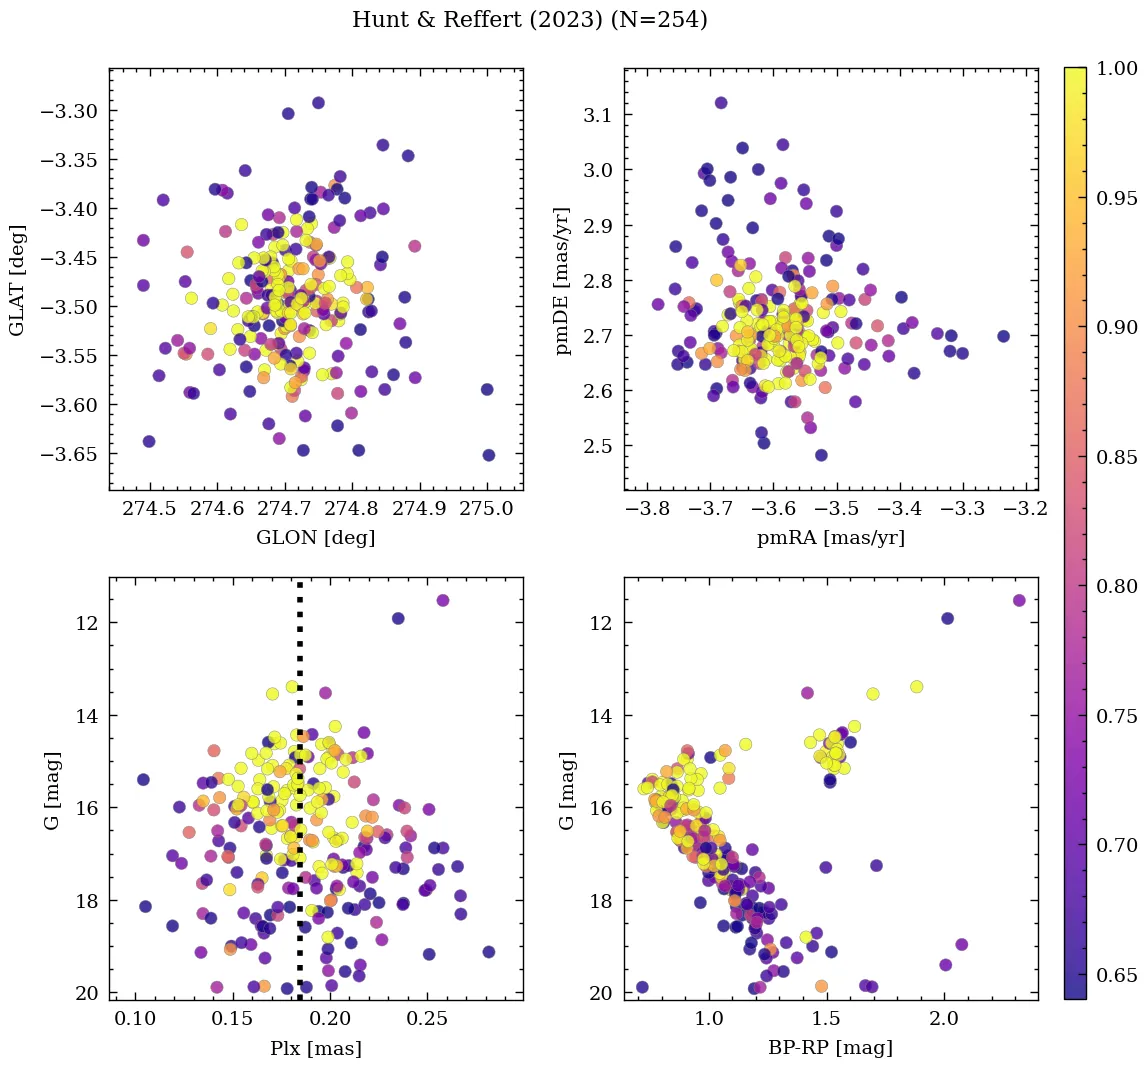 Hunt & Reffert (2023) (N=254)
−3.30
−3.35
−3.40
−3.45
−3.50
−3.55
−3.60
−3.65
GLAT [deg]
274.5 274.6 274.7 274.8 274.9 275.0
GLON [deg]
3.1
3.0
2.9
2.8
2.7
2.6
2.5
pmDE [mas/yr]
−3.8 −3.7 −3.6 −3.5 −3.4 −3.3 −3.2
pmRA [mas/yr]
12
14
16
18
20
G [mag]
0.10 0.15 0.20 0.25
Plx [mas]
12
14
16
18
20
G [mag]
1.0 1.5 2.0
BP-RP [mag]
1.00
0.95
0.90
0.85
0.80
0.75
0.70
0.65